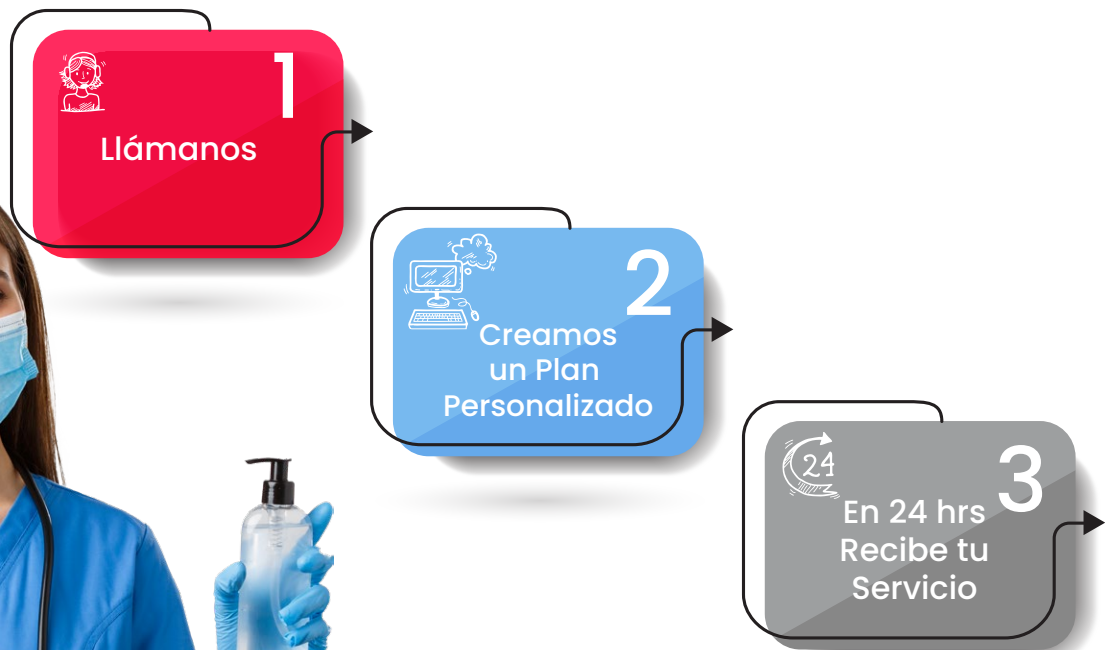 1
Llámanos
2
Creamos
un Plan
Personalizado
24
3
En 24 hrs
Recibe tu
Servicio